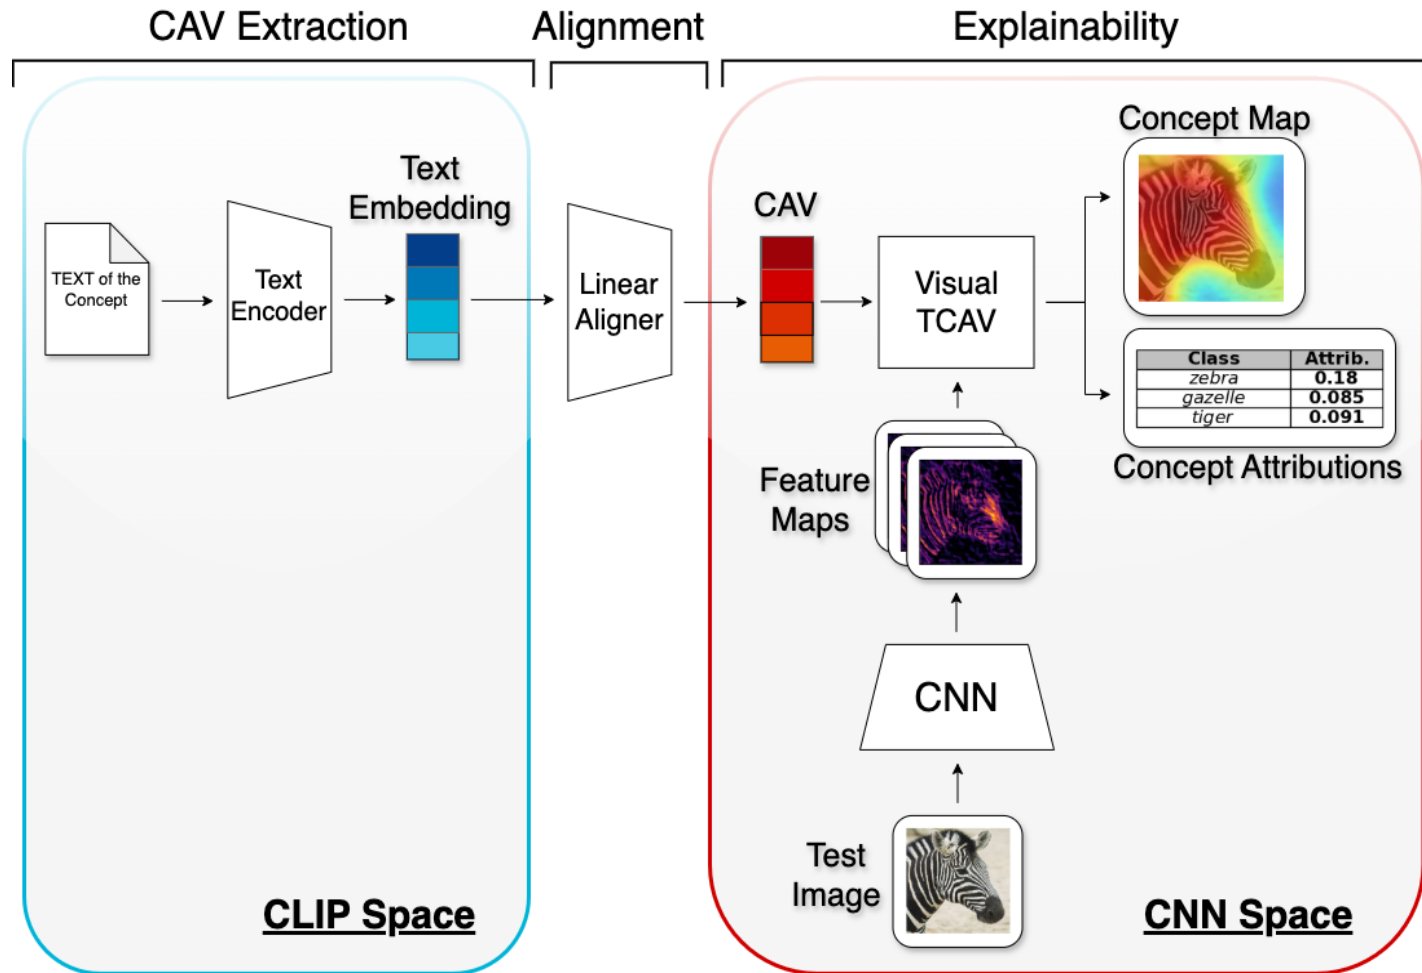 CAV Extraction
Alignment
Explainability
TEXT of the
Concept
Text
Encoder
Text
Embedding
Linear
Aligner
CAV
Visual
TCAV
Concept Map
Class Attrib.
zebra 0.18
gazelle 0.085
tiger 0.091
Concept Attributions
Feature
Maps
CNN
Test
Image
CLIP Space
CNN Space